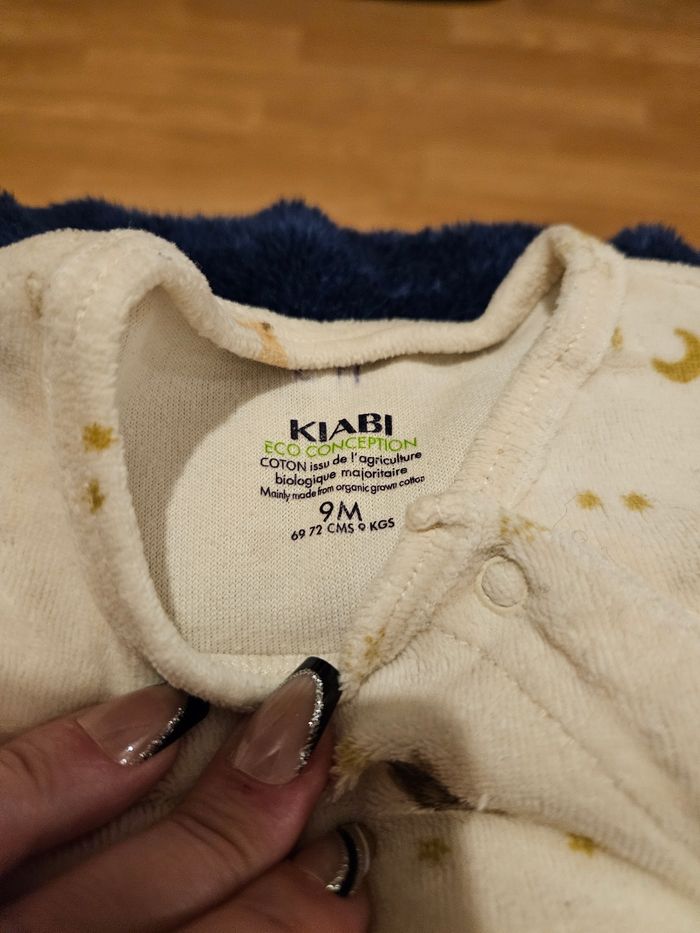 KIABI
ECO CONCEPTION
COTON issu de l'agriculture
biologique majoritaire
Mainly made from organic grown cotton
9M
69 72 CMS 9 KGS